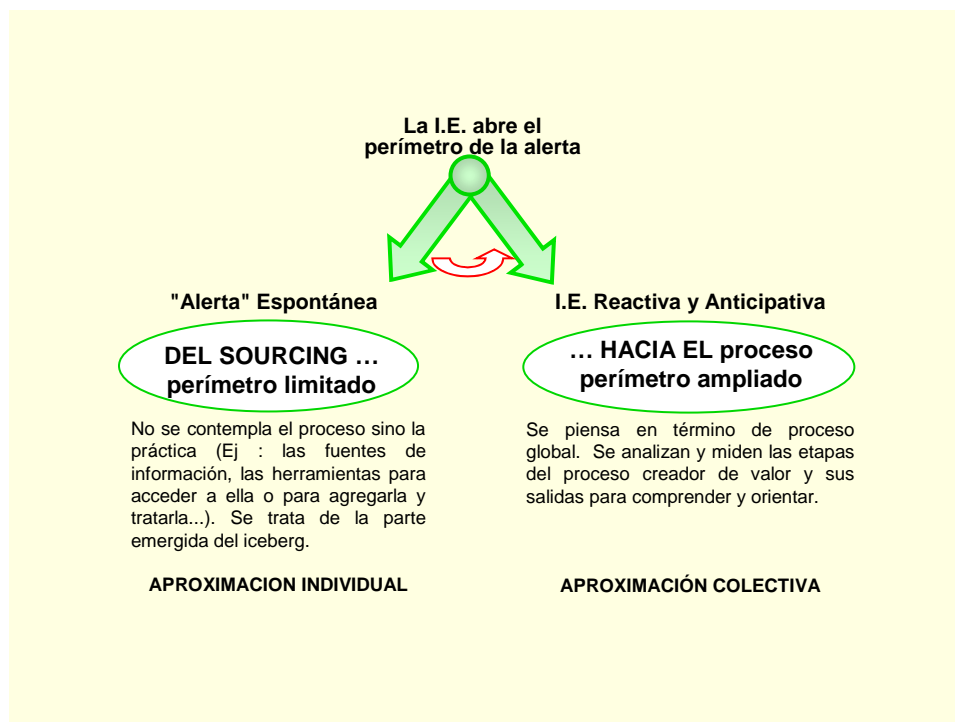 La I.E. abre el
perímetro de la alerta
"Alerta" Espontánea
DEL SOURCING …
perímetro limitado
No se contempla el proceso sino la
práctica (Ej : las fuentes de
información, las herramientas para
acceder a ella o para agregarla y
tratarla...). Se trata de la parte
emergida del iceberg.
APROXIMACION INDIVIDUAL
I.E. Reactiva y Anticipativa
… HACIA EL proceso
perímetro ampliado
Se piensa en término de proceso
global. Se analizan y miden las etapas
del proceso creador de valor y sus
salidas para comprender y orientar.
APROXIMACIÓN COLECTIVA